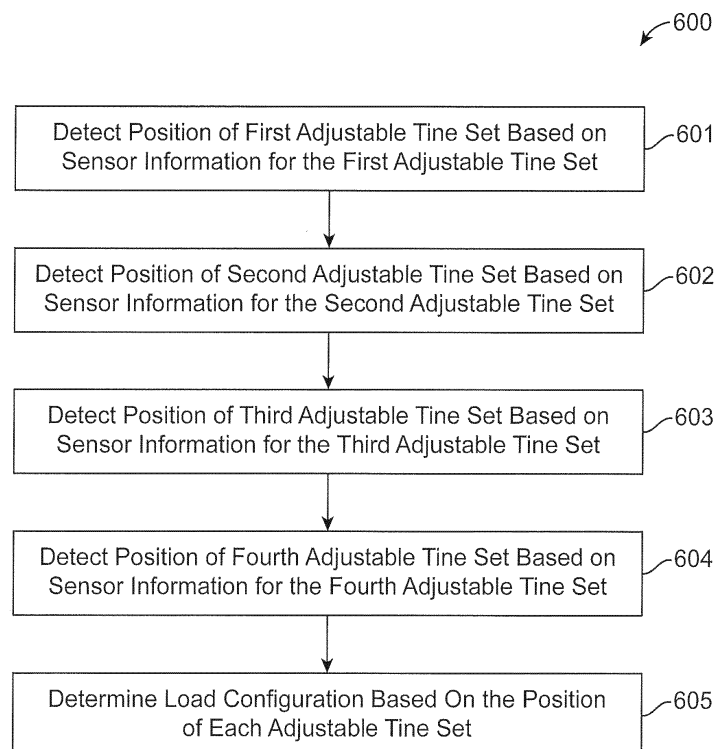 600
Detect Position of First Adjustable Tine Set Based on
Sensor Information for the First Adjustable Tine Set
601
Detect Position of Second Adjustable Tine Set Based on
Sensor Information for the Second Adjustable Tine Set
602
Detect Position of Third Adjustable Tine Set Based on
Sensor Information for the Third Adjustable Tine Set
603
Detect Position of Fourth Adjustable Tine Set Based on
Sensor Information for the Fourth Adjustable Tine Set
604
Determine Load Configuration Based On the Position
of Each Adjustable Tine Set
605